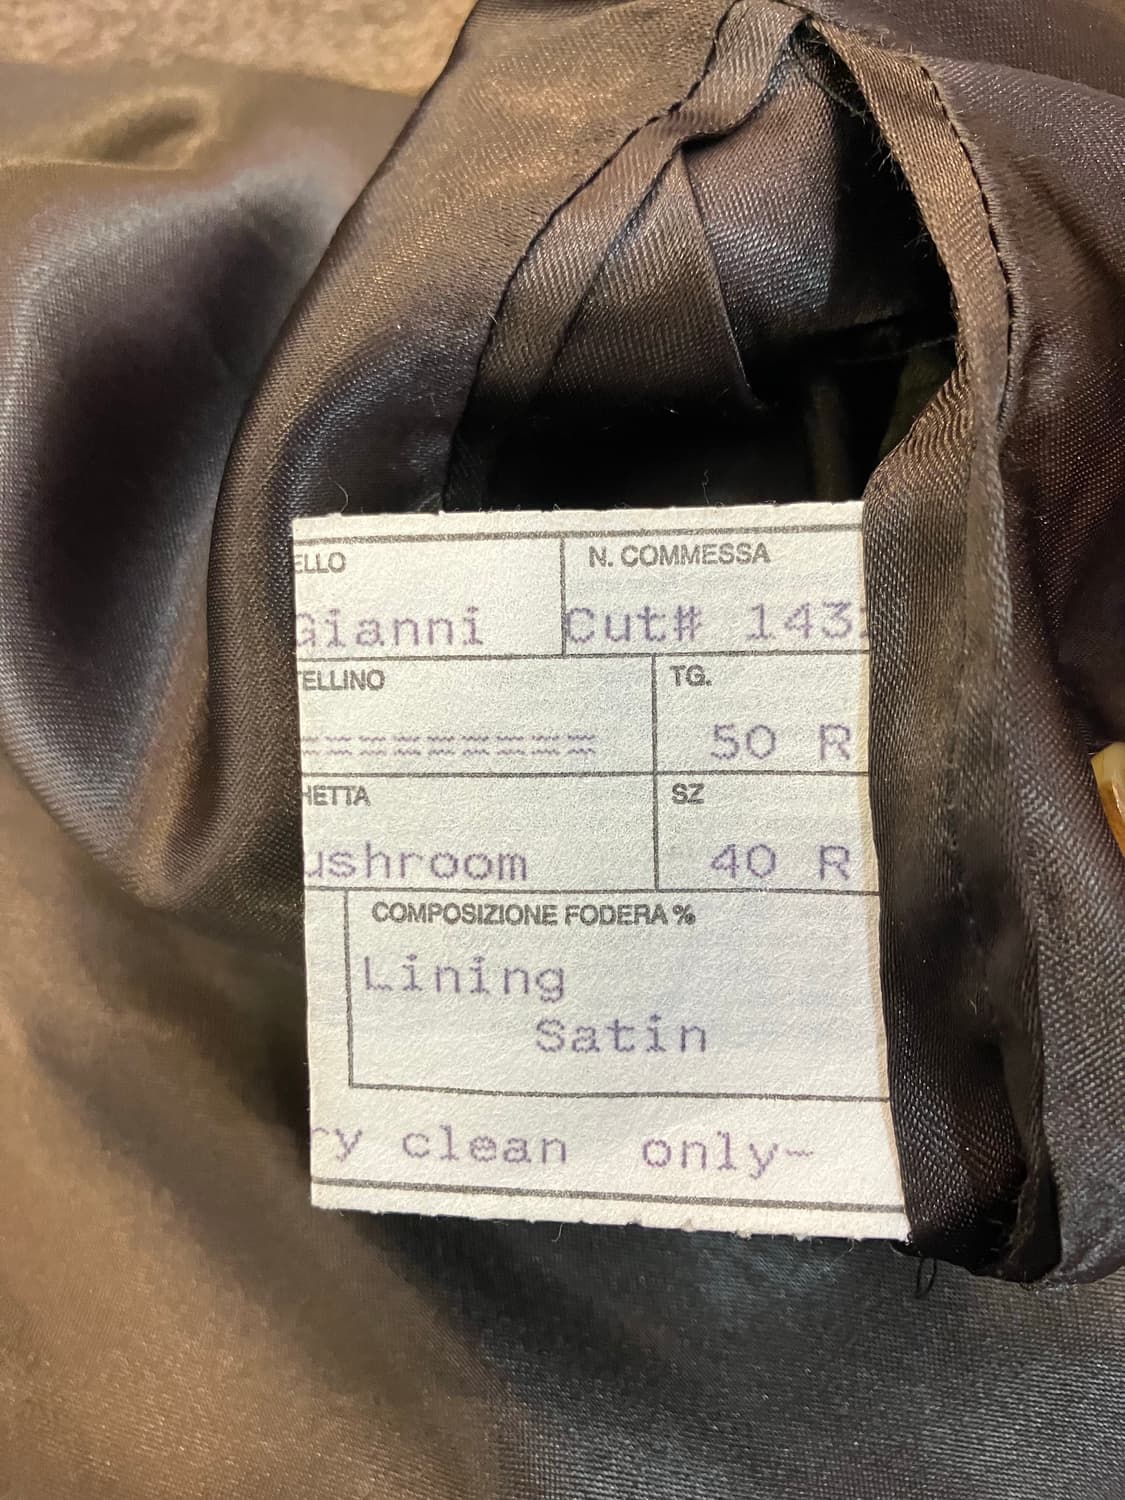 ELLO N. COMMESSA
Gianni Cut# 143
TELLINO TG.
========= 50 R
HETTA SZ
ushroom 40 R
COMPOSIZIONE FODERA %
Lining
Satin
ry clean only~